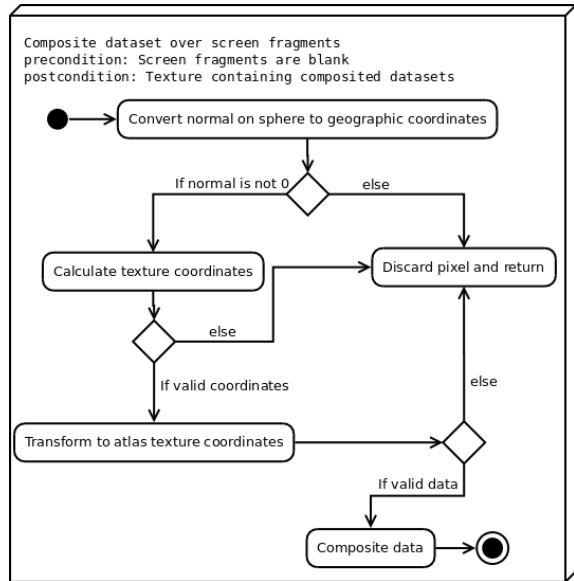 Composite dataset over screen fragments
precondition: Screen fragments are blank
postcondition: Texture containing composited datasets
Convert normal on sphere to geographic coordinates
If normal is not 0
else
Calculate texture coordinates
Discard pixel and return
else
If valid coordinates
else
Transform to atlas texture coordinates
If valid data
Composite data